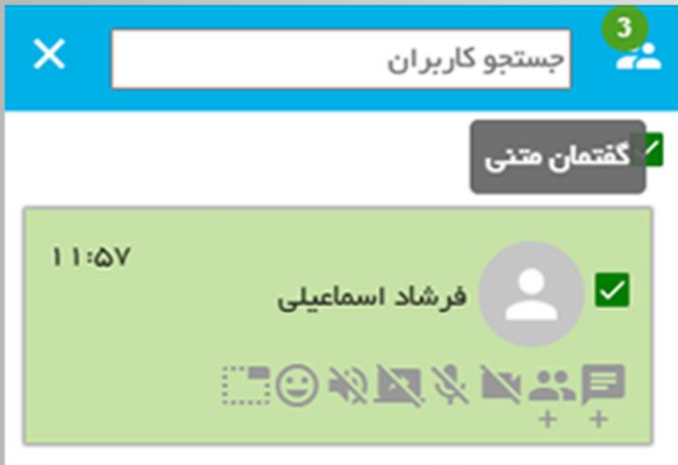 3
جستجو کاربران
گفتمان متنی
۱۱:۵۷
فرشاد اسماعیلی